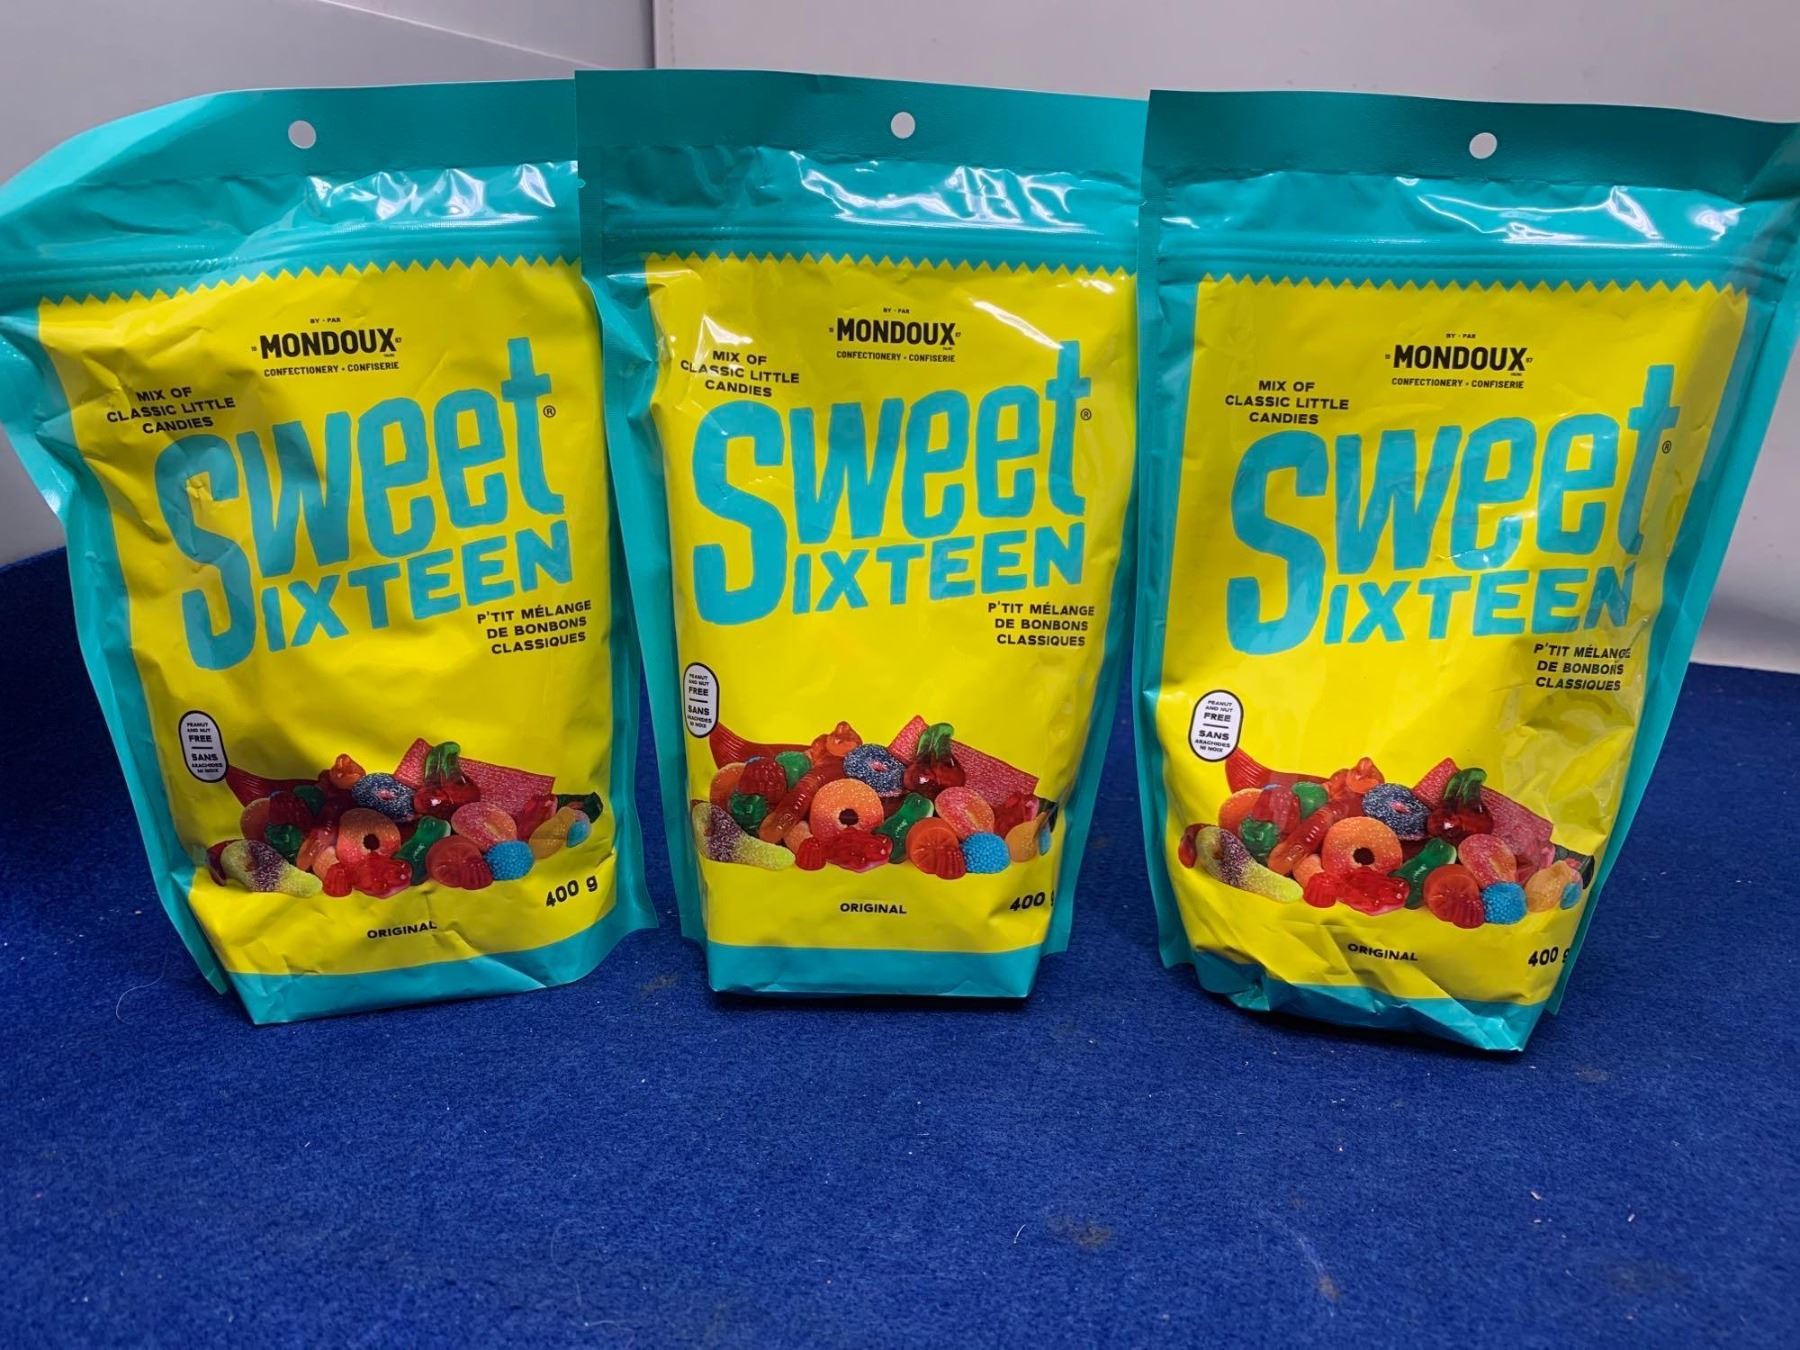 BY · PAR
MONDOUX
CONFECTIONERY · CONFISERIE
MIX OF
CLASSIC LITTLE
CANDIES
Sweet®
SIXTEEN
P'TIT MÉLANGE
DE BONBONS
CLASSIQUES
PEANUT
AND NUT
FREE
SANS
ARACHIDES
NI NOIX
ORIGINAL
400 g
BY · PAR
MONDOUX
CONFECTIONERY · CONFISERIE
MIX OF
CLASSIC LITTLE
CANDIES
Sweet®
SIXTEEN
P'TIT MÉLANGE
DE BONBONS
CLASSIQUES
PEANUT
AND NUT
FREE
SANS
ARACHIDES
NI NOIX
ORIGINAL
400 g
BY · PAR
MONDOUX
CONFECTIONERY · CONFISERIE
MIX OF
CLASSIC LITTLE
CANDIES
Sweet®
SIXTEEN
P'TIT MÉLANGE
DE BONBONS
CLASSIQUES
PEANUT
AND NUT
FREE
SANS
ARACHIDES
NI NOIX
ORIGINAL
400 g